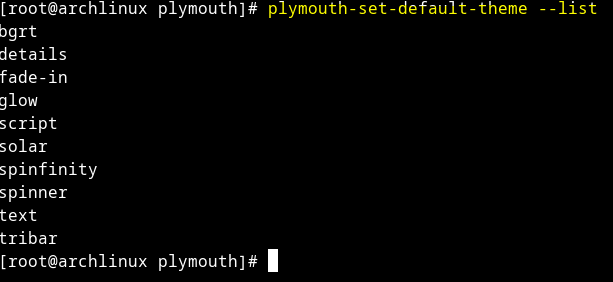 [root@archlinux plymouth]# plymouth-set-default-theme --list
bgrt
details
fade-in
glow
script
solar
spinfinity
spinner
text
tribar
[root@archlinux plymouth]#